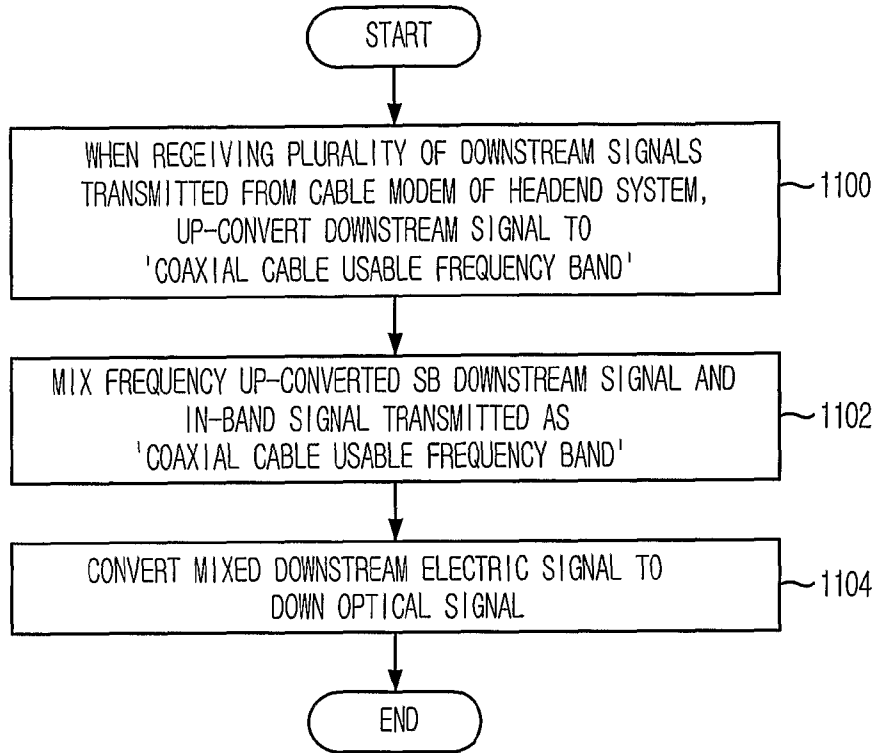 START
WHEN RECEIVING PLURALITY OF DOWNSTREAM SIGNALS
TRANSMITTED FROM CABLE MODEM OF HEADEND SYSTEM,
UP-CONVERT DOWNSTREAM SIGNAL TO
'COAXIAL CABLE USABLE FREQUENCY BAND'
1100
MIX FREQUENCY UP-CONVERTED SB DOWNSTREAM SIGNAL AND
IN-BAND SIGNAL TRANSMITTED AS
'COAXIAL CABLE USABLE FREQUENCY BAND'
1102
CONVERT MIXED DOWNSTREAM ELECTRIC SIGNAL TO
DOWN OPTICAL SIGNAL
1104
END